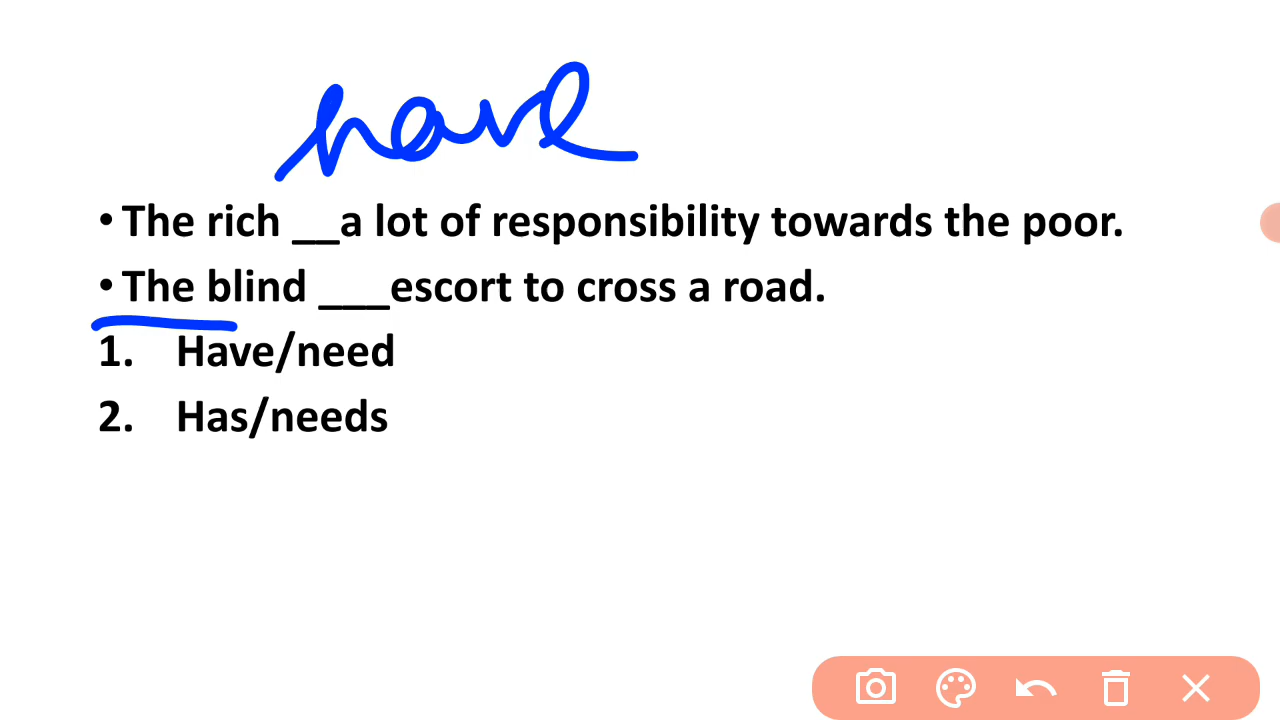 have
• The rich __a lot of responsibility towards the poor.
• The blind ___escort to cross a road.
1. Have/need
2. Has/needs